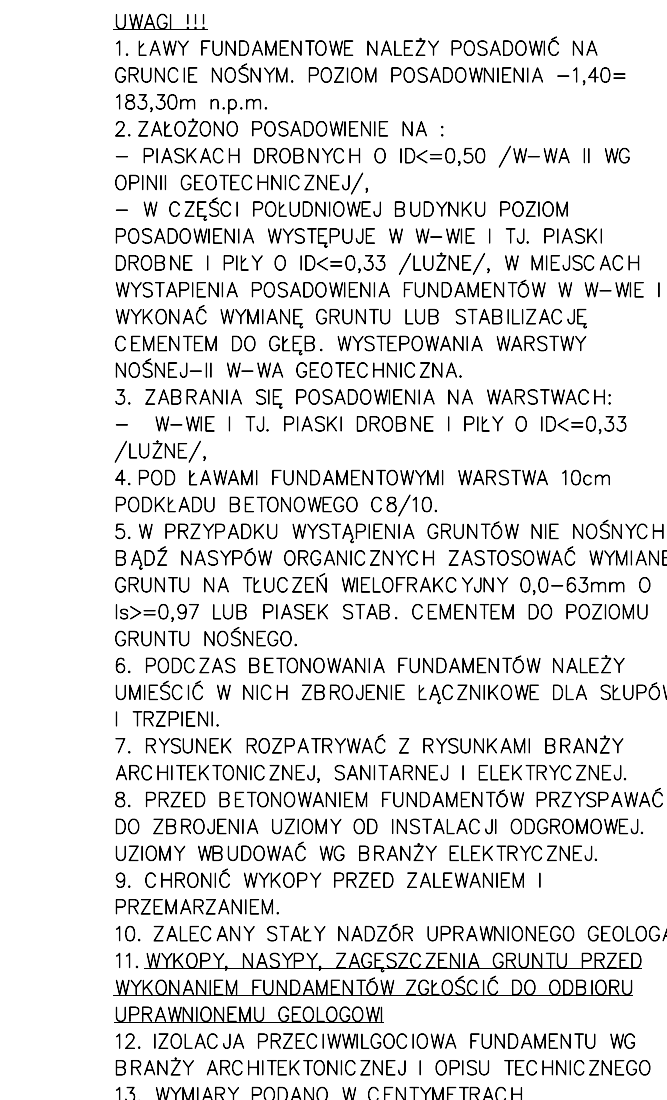 UWAGI !!!
1. ŁAWY FUNDAMENTOWE NALEŻY POSADOWIĆ NA
GRUNCIE NOŚNYM. POZIOM POSADOWNIENIA -1,40=
183,30m n.p.m.
2. ZAŁOŻONO POSADOWIENIE NA :
- PIASKACH DROBNYCH O ID<=0,50 /W-WA II WG
OPINII GEOTECHNICZNEJ/,
- W CZĘŚCI POŁUDNIOWEJ BUDYNKU POZIOM
POSADOWIENIA WYSTĘPUJE W W-WIE I TJ. PIASKI
DROBNE I PIŁY O ID<=0,33 /LUŻNE/, W MIEJSCACH
WYSTAPIENIA POSADOWIENIA FUNDAMENTÓW W W-WIE I
WYKONAĆ WYMIANĘ GRUNTU LUB STABILIZACJĘ
CEMENTEM DO GŁĘB. WYSTEPOWANIA WARSTWY
NOŚNEJ-II W-WA GEOTECHNICZNA.
3. ZABRANIA SIĘ POSADOWIENIA NA WARSTWACH:
- W-WIE I TJ. PIASKI DROBNE I PIŁY O ID<=0,33
/LUŻNE/,
4. POD ŁAWAMI FUNDAMENTOWYMI WARSTWA 10cm
PODKŁADU BETONOWEGO C8/10.
5. W PRZYPADKU WYSTĄPIENIA GRUNTÓW NIE NOŚNYCH
BĄDŹ NASYPÓW ORGANICZNYCH ZASTOSOWAĆ WYMIANE
GRUNTU NA TŁUCZEŃ WIELOFRAKCYJNY 0,0-63mm O
Is>=0,97 LUB PIASEK STAB. CEMENTEM DO POZIOMU
GRUNTU NOŚNEGO.
6. PODCZAS BETONOWANIA FUNDAMENTÓW NALEŻY
UMIEŚCIĆ W NICH ZBROJENIE ŁĄCZNIKOWE DLA SŁUPÓW
I TRZPIENI.
7. RYSUNEK ROZPATRYWAĆ Z RYSUNKAMI BRANŻY
ARCHITEKTONICZNEJ, SANITARNEJ I ELEKTRYCZNEJ.
8. PRZED BETONOWANIEM FUNDAMENTÓW PRZYSPAWAĆ
DO ZBROJENIA UZIOMY OD INSTALACJI ODGROMOWEJ.
UZIOMY WBUDOWAĆ WG BRANŻY ELEKTRYCZNEJ.
9. CHRONIĆ WYKOPY PRZED ZALEWANIEM I
PRZEMARZANIEM.
10. ZALECANY STAŁY NADZÓR UPRAWNIONEGO GEOLOGA
11. WYKOPY, NASYPY, ZAGĘSZCZENIA GRUNTU PRZED
WYKONANIEM FUNDAMENTÓW ZGŁOŚCIĆ DO ODBIORU
UPRAWNIONEMU GEOLOGOWI
12. IZOLACJA PRZECIWWILGOCIOWA FUNDAMENTU WG
BRANŻY ARCHITEKTONICZNEJ I OPISU TECHNICZNEGO
13. WYMIARY PODANO W CENTYMETRACH